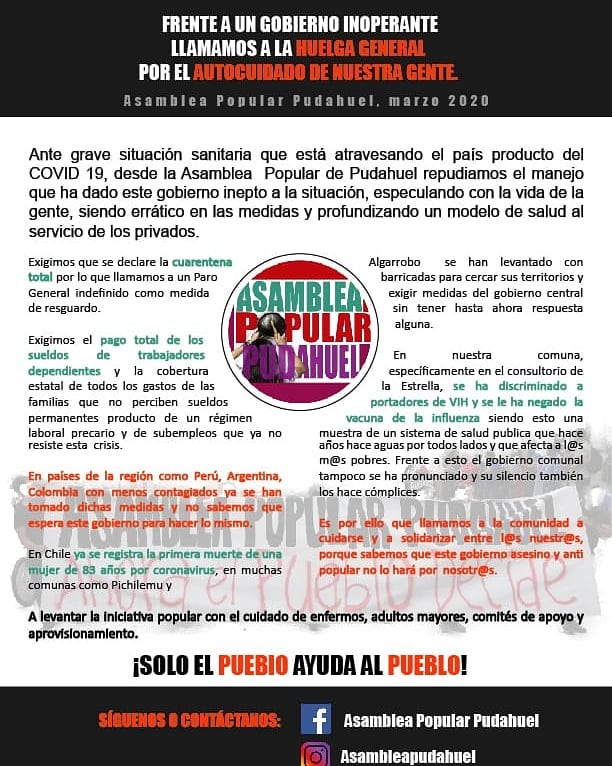 FRENTE A UN GOBIERNO INOPERANTE
LLAMAMOS A LA HUELGA GENERAL
POR EL AUTOCUIDADO DE NUESTRA GENTE.
Asamblea Popular Pudahuel, marzo 2020
Ante grave situación sanitaria que está atravesando el país producto del
COVID 19, desde la Asamblea Popular de Pudahuel repudiamos el manejo
que ha dado este gobierno inepto a la situación, especulando con la vida de la
gente, siendo errático en las medidas y profundizando un modelo de salud al
servicio de los privados.
Exigimos que se declare la cuarentena
total por lo que llamamos a un Paro
General indefinido como medida
de resguardo.
Exigimos el pago total de los
sueldos de trabajadores
dependientes y la cobertura
estatal de todos los gastos de las
familias que no perciben sueldos
permanentes producto de un régimen
laboral precario y de subempleos que ya no
resiste esta crisis.
En países de la región como Perú, Argentina,
Colombia con menos contagiados ya se han
tomado dichas medidas y no sabemos que
espera este gobierno para hacer lo mismo.
En Chile ya se registra la primera muerte de una
mujer de 83 años por coronavirus, en muchas
comunas como Pichilemu y
ASAMBLEA
POPULAR
PUDAHUEL
Algarrobo se han levantado con
barricadas para cercar sus territorios y
exigir medidas del gobierno central
sin tener hasta ahora respuesta
alguna.
En nuestra comuna,
específicamente en el consultorio de
la Estrella, se ha discriminado a
portadores de VIH y se le ha negado la
vacuna de la influenza siendo esto una
muestra de un sistema de salud publica que hace
años hace aguas por todos lados y que afecta a l@s
m@s pobres. Frente a esto el gobierno comunal
tampoco se ha pronunciado y su silencio también
los hace cómplices.
Es por ello que llamamos a la comunidad a
cuidarse y a solidarizar entre l@s nuestr@s,
porque sabemos que este gobierno asesino y anti
popular no lo hará por nosotr@s.
ASAMBLEA POPULAR PUDAHUEL
Ahora el Pueblo Decide
A levantar la iniciativa popular con el cuidado de enfermos, adultos mayores, comités de apoyo y
aprovisionamiento.
¡SOLO EL PUEBIO AYUDA AL PUEBLO!
SÍGUENOS O CONTÁCTANOS:
Asamblea Popular Pudahuel
Asambleapudahuel